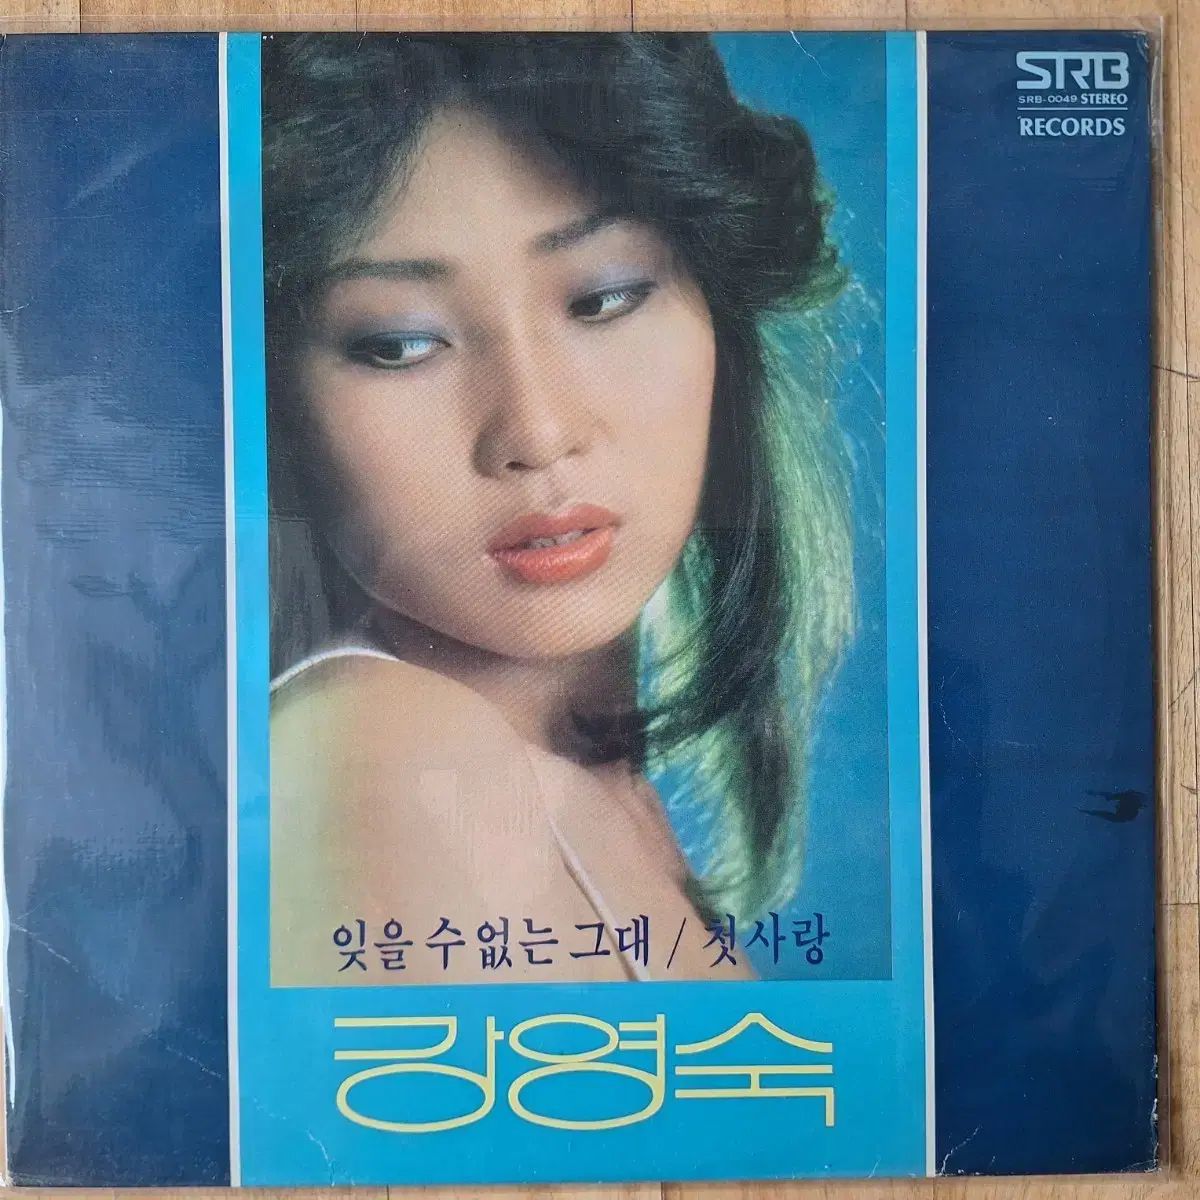 SRB
SRB-0049 STEREO
RECORDS
잊을 수 없는 그대 / 첫사랑
강영숙